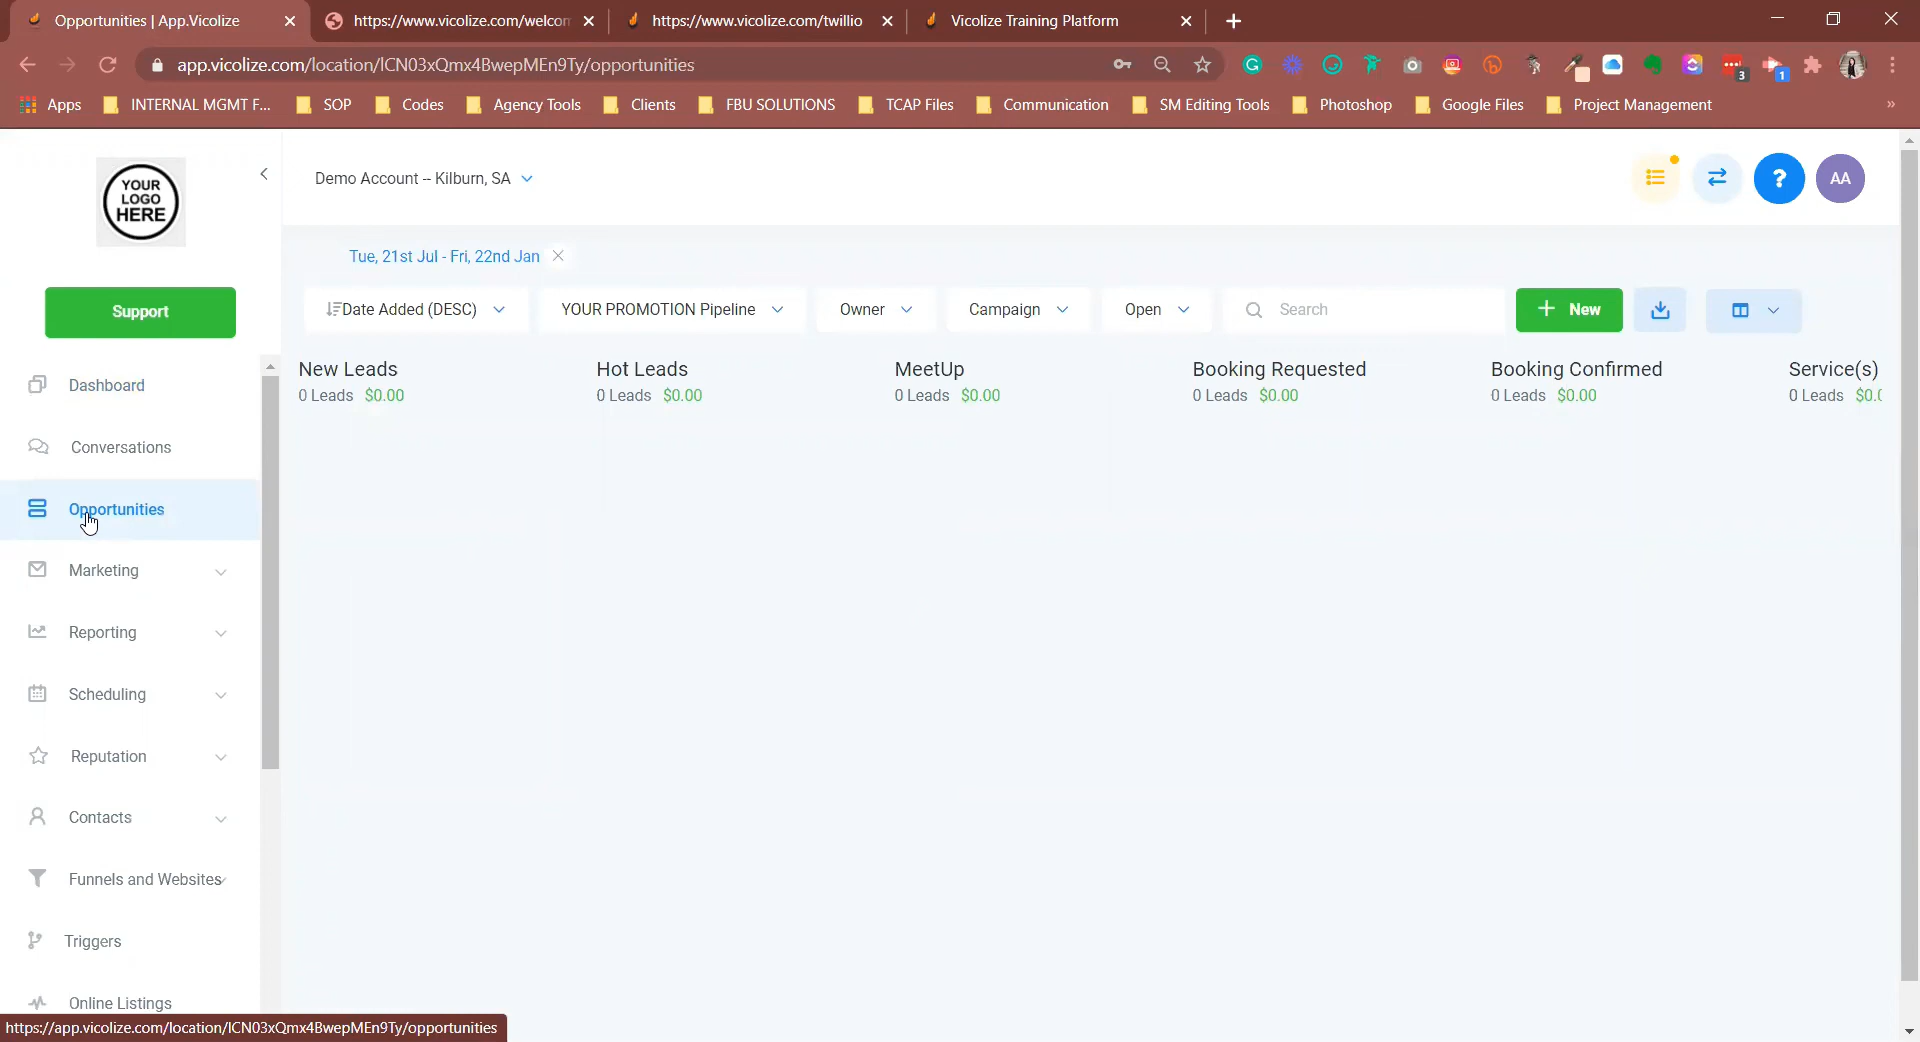 Opportunities | App.Vicolize
https://www.vicolize.com/welcom
https://www.vicolize.com/twillio
Vicolize Training Platform
app.vicolize.com/location/lCN03xQmx4BwepMEn9Ty/opportunities
3
1
Apps
INTERNAL MGMT F...
SOP
Codes
Agency Tools
Clients
FBU SOLUTIONS
TCAP Files
Communication
SM Editing Tools
Photoshop
Google Files
Project Management
»
YOUR
LOGO
HERE
Demo Account -- Kilburn, SA
?
AA
Support
Tue, 21st Jul - Fri, 22nd Jan
Date Added (DESC)
YOUR PROMOTION Pipeline
Owner
Campaign
Open
Search
+ New
New Leads
0 Leads $0.00
Hot Leads
0 Leads $0.00
MeetUp
0 Leads $0.00
Booking Requested
0 Leads $0.00
Booking Confirmed
0 Leads $0.00
Service(s)
0 Leads $0.0
Dashboard
Conversations
Opportunities
Marketing
Reporting
Scheduling
Reputation
Contacts
Funnels and Websites
Triggers
Online Listings
https://app.vicolize.com/location/lCN03xQmx4BwepMEn9Ty/opportunities